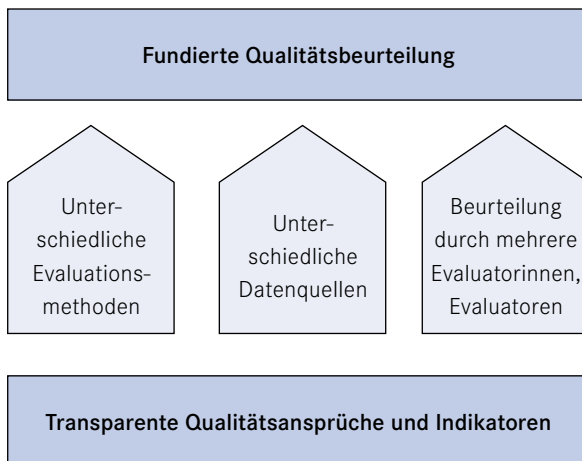 Fundierte Qualitätsbeurteilung
Unter-
schiedliche
Evaluations-
methoden
Unter-
schiedliche
Datenquellen
Beurteilung
durch mehrere
Evaluatorinnen,
Evaluatoren
Transparente Qualitätsansprüche und Indikatoren